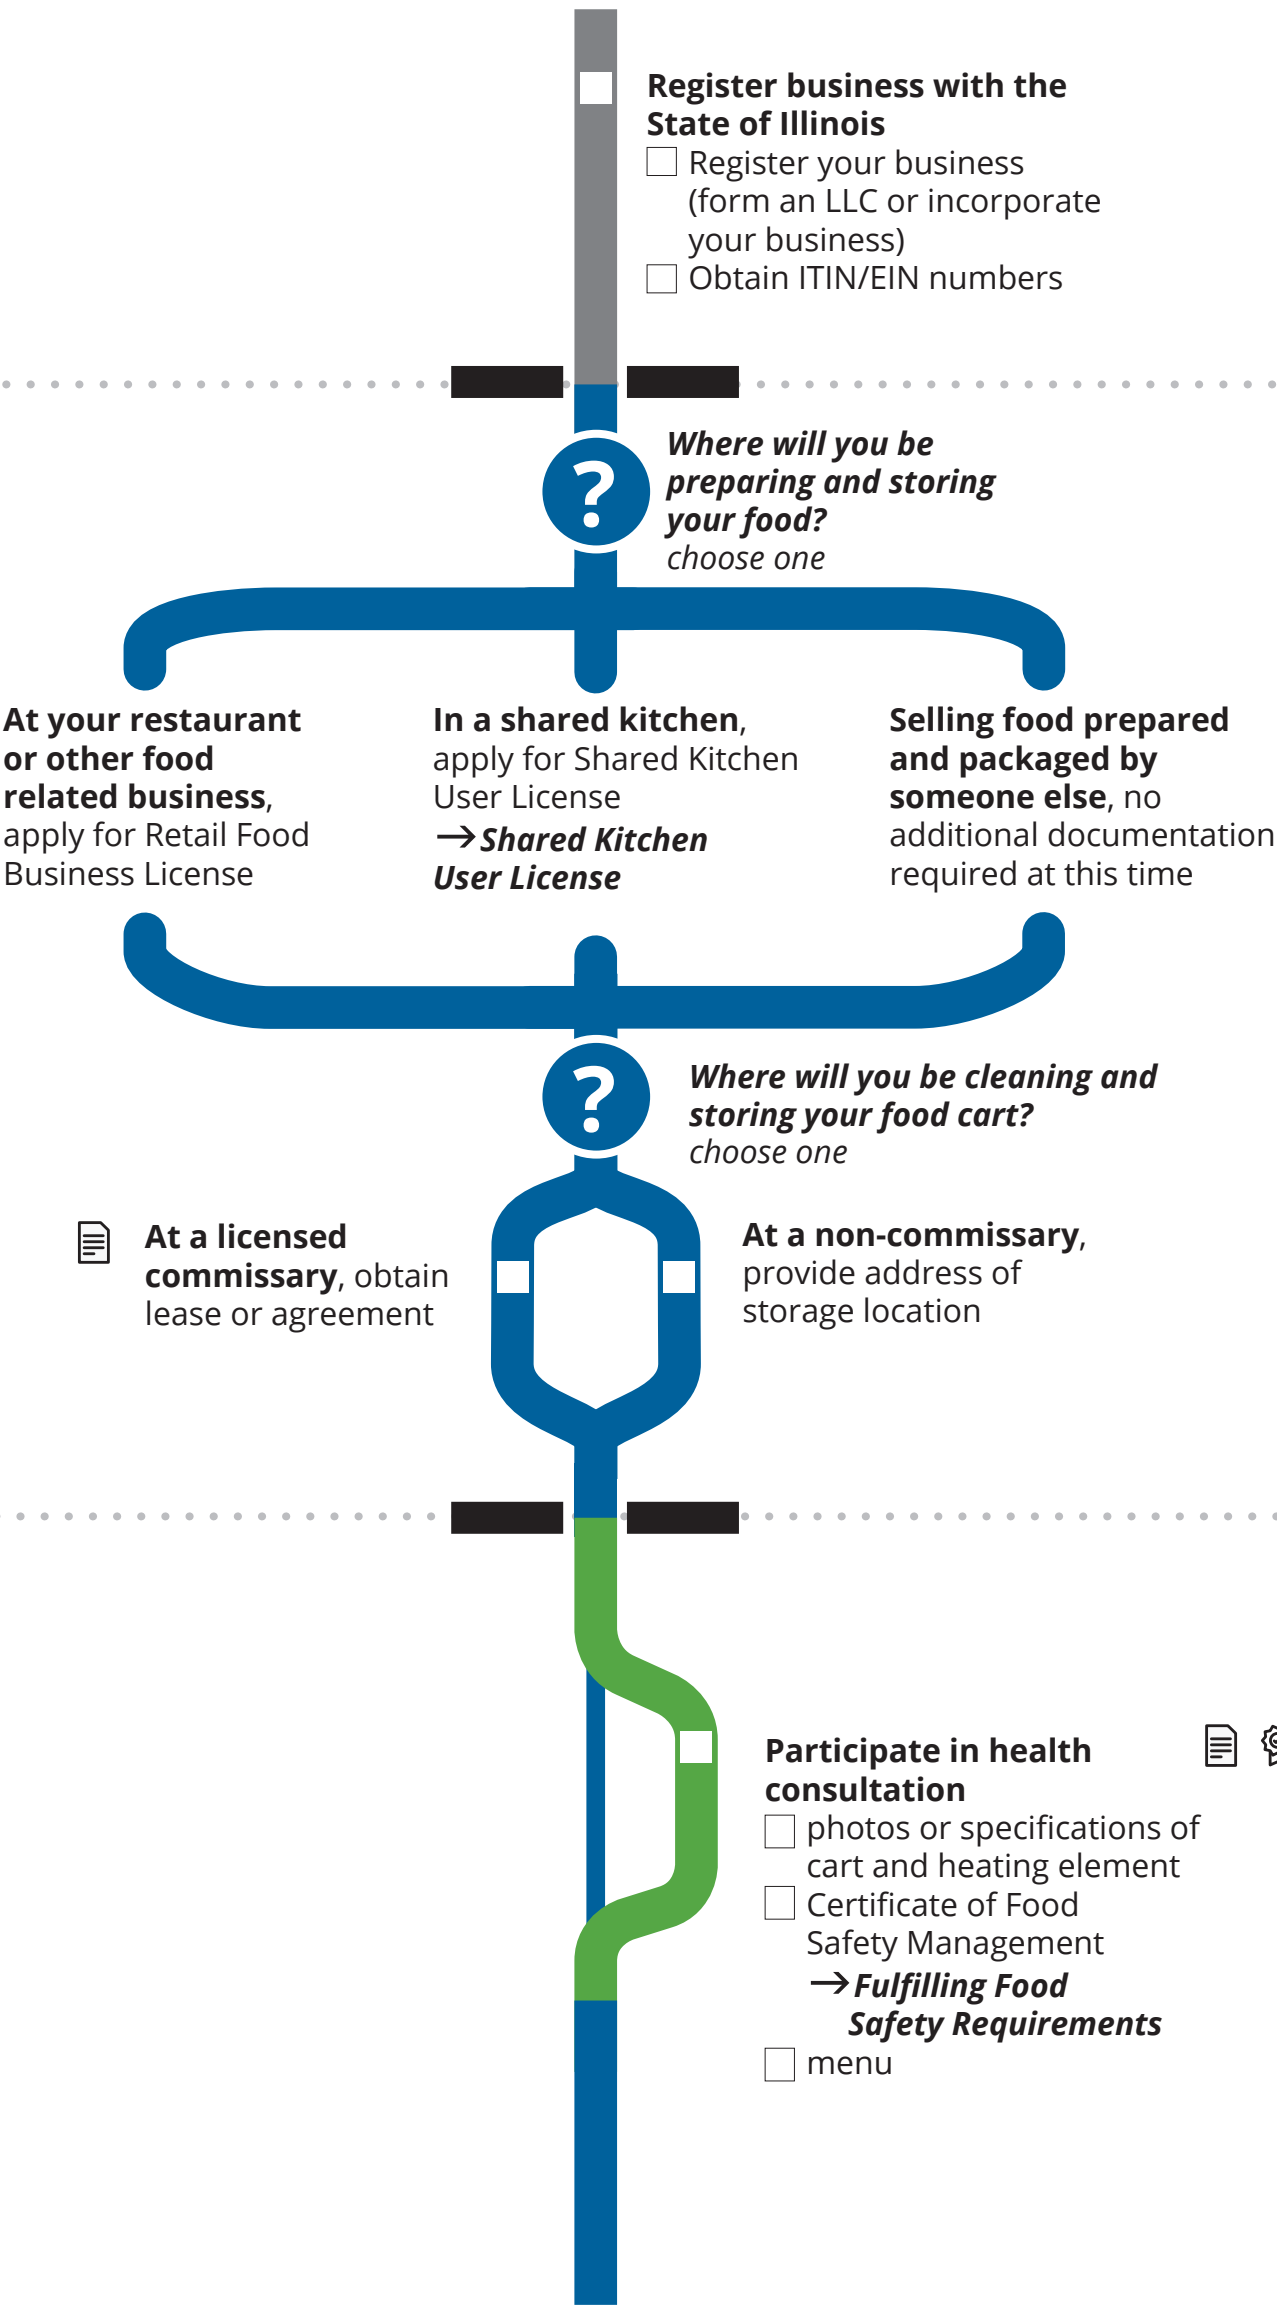 Register business with the
State of Illinois
Register your business
(form an LLC or incorporate
your business)
Obtain ITIN/EIN numbers
?
Where will you be
preparing and storing
your food?
choose one
At your restaurant
or other food
related business,
apply for Retail Food
Business License
In a shared kitchen,
apply for Shared Kitchen
User License
→Shared Kitchen
User License
Selling food prepared
and packaged by
someone else, no
additional documentation
required at this time
?
Where will you be cleaning and
storing your food cart?
choose one
At a licensed
commissary, obtain
lease or agreement
At a non-commissary,
provide address of
storage location
Participate in health
consultation
photos or specifications of
cart and heating element
Certificate of Food
Safety Management
→Fulfilling Food
Safety Requirements
menu